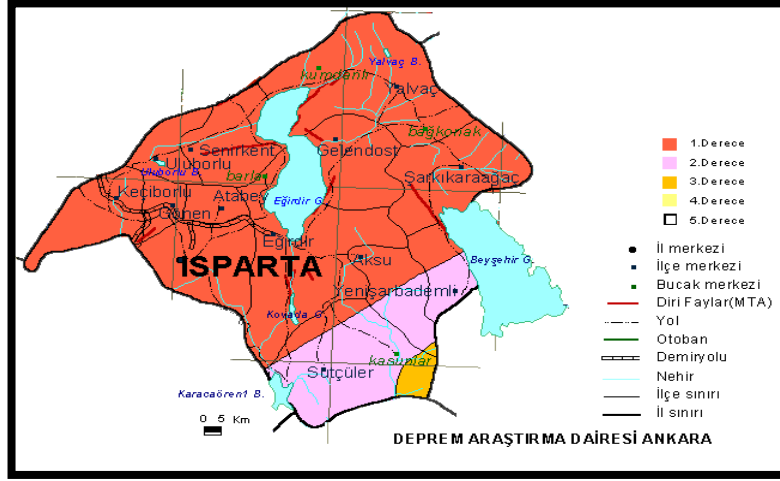 Yalvaç B.
kumdanlı
Yalvaç
bağkonak
Senirkent
Gelendost
Uluborlu
Uluborlu B.
barla
Şarkikaraağaç
Keçiborlu
Atabey
Eğirdir G.
Gönen
Eğirdir
Beyşehir G.
ISPARTA
Aksu
Yenişarbademli
Kovada G.
kasımlar
Sütçüler
Karacaören1 B.
0 5 Km
1.Derece
2.Derece
3.Derece
4.Derece
5.Derece
İl merkezi
İlçe merkezi
Bucak merkezi
Diri Faylar(MTA)
Yol
Otoban
Demiryolu
Nehir
İlçe sınırı
İl sınırı
DEPREM ARAŞTIRMA DAİRESİ ANKARA